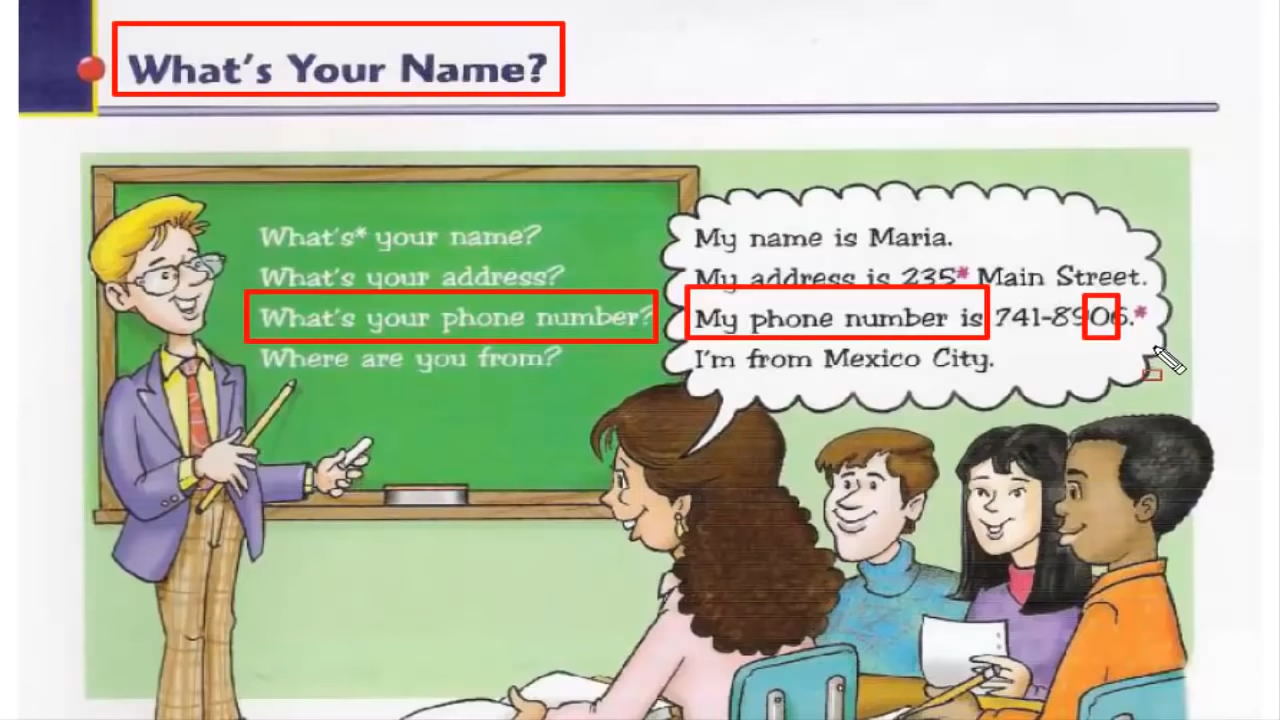 What's Your Name?
What's* your name?
What's your address?
What's your phone number?
Where are you from?
My name is Maria.
My address is 235* Main Street.
My phone number is 741-8906.*
I'm from Mexico City.